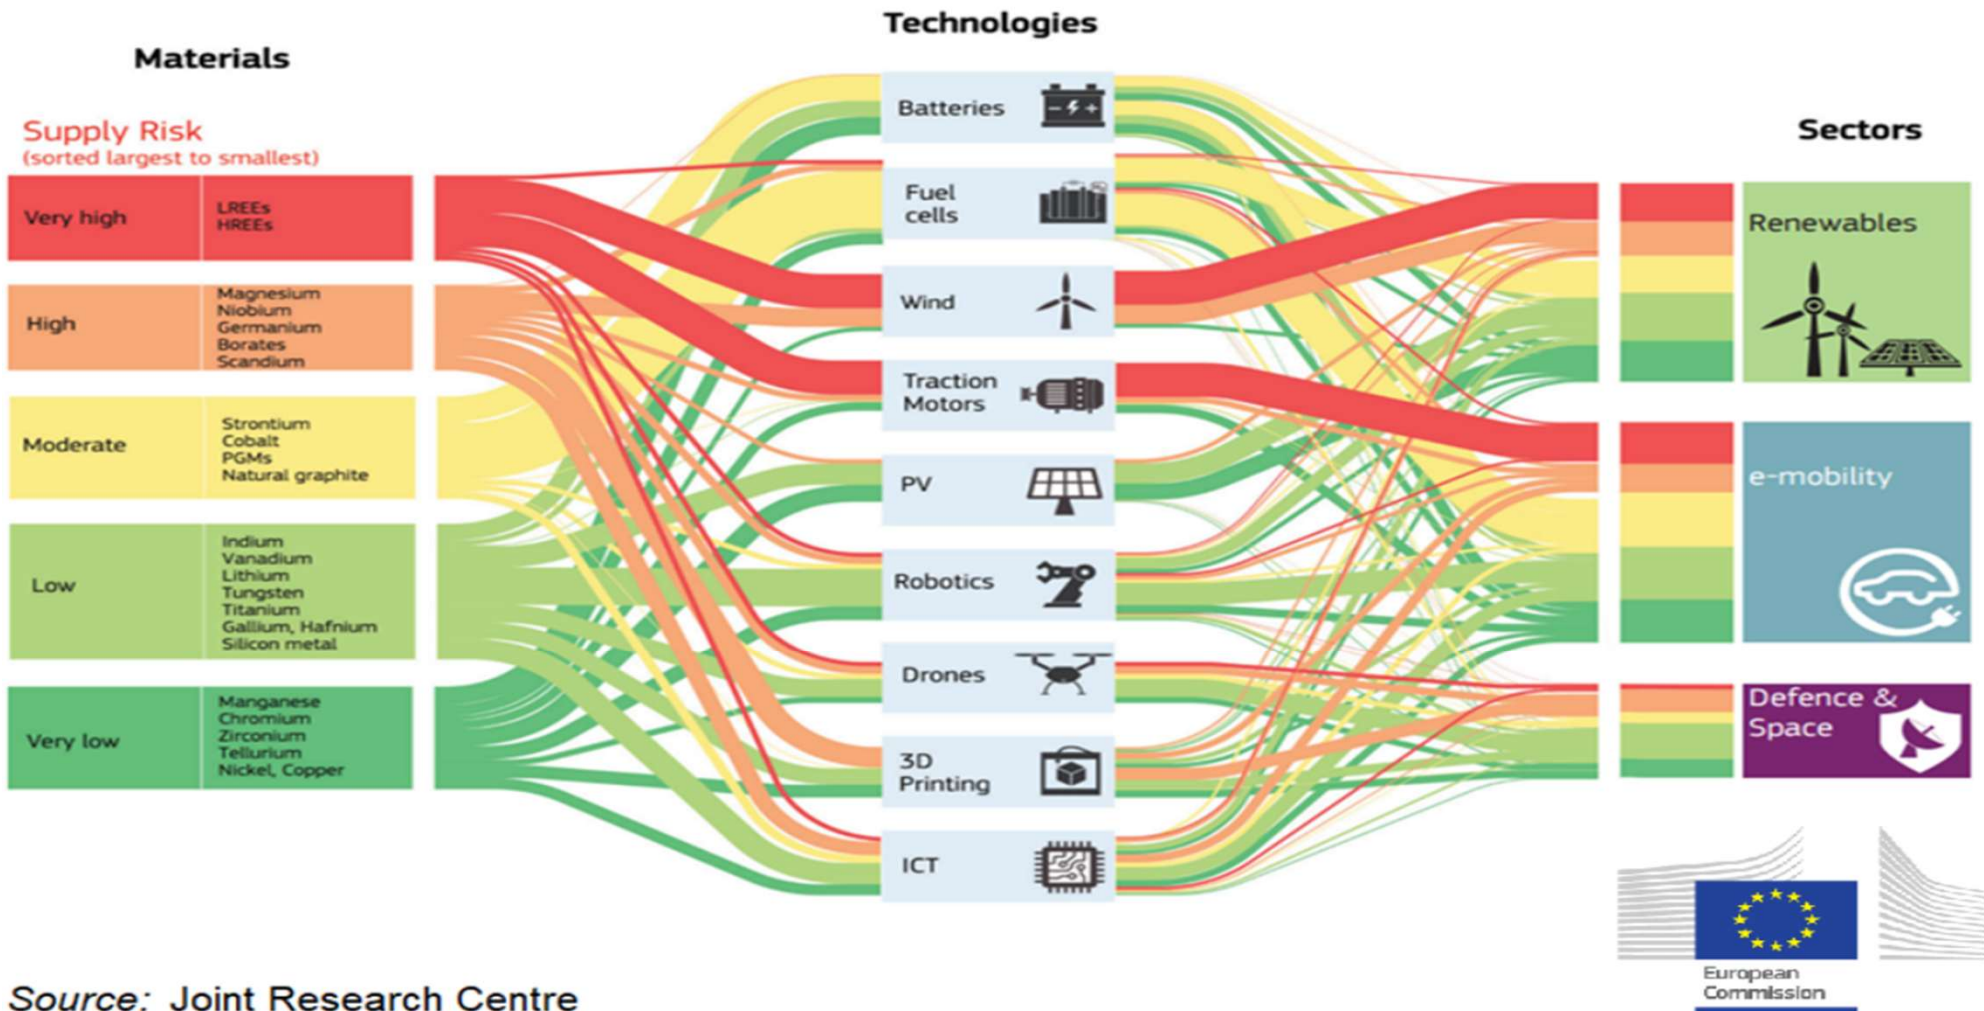 Technologies
Materials
Supply Risk
(sorted largest to smallest)
Very high
LREEs
HREEs
High
Magnesium
Niobium
Germanium
Borates
Scandium
Moderate
Strontium
Cobalt
PGMs
Natural graphite
Low
Indium
Vanadium
Lithium
Tungsten
Titanium
Gallium, Hafnium
Silicon metal
Very low
Manganese
Chromium
Zirconium
Tellurium
Nickel, Copper
Batteries
Fuel
cells
Wind
Traction
Motors
PV
Robotics
Drones
3D
Printing
ICT
Sectors
Renewables
e-mobility
Defence &
Space
European
Commission
Source: Joint Research Centre